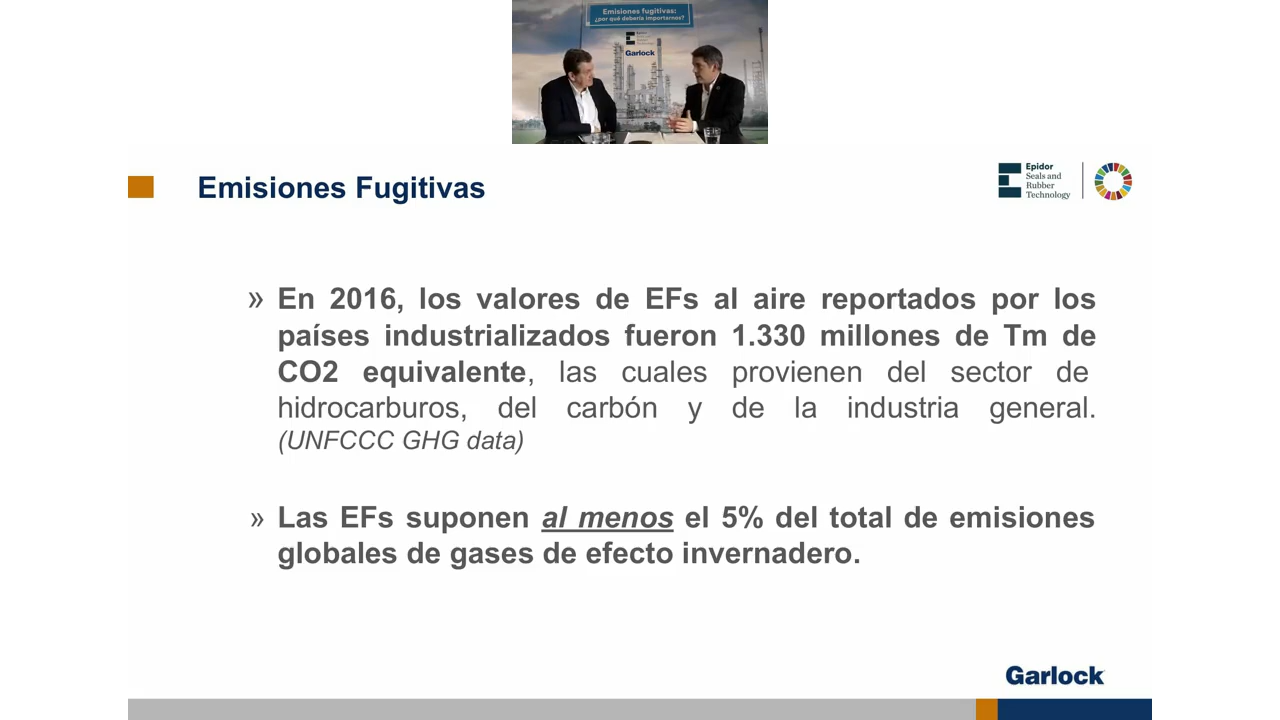 Emisiones fugitivas:
¿por qué debería importarnos?
Garlock
Emisiones Fugitivas
Epidor
Seals and
Rubber
Technology
» En 2016, los valores de EFs al aire reportados por los
países industrializados fueron 1.330 millones de Tm de
CO2 equivalente, las cuales provienen del sector de
hidrocarburos, del carbón y de la industria general.
(UNFCCC GHG data)
» Las EFs suponen al menos el 5% del total de emisiones
globales de gases de efecto invernadero.
Garlock